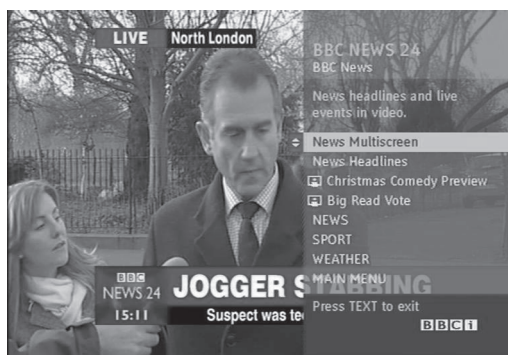 LIVE North London
BBC NEWS 24
BBC News
News headlines and live
events in video.
News Multiscreen
News Headlines
Christmas Comedy Preview
Big Read Vote
NEWS
SPORT
WEATHER
MAIN MENU
Press TEXT to exit
BBCi
BBC
NEWS 24
15:11
JOGGER STABBING
Suspect was